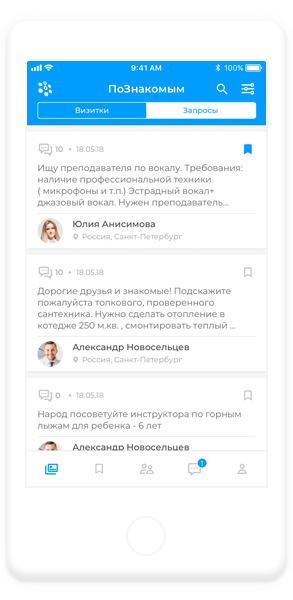 9:41 AM 100%
ПоЗнакомым
Визитки Запросы
10 • 18.05.18
Ищу преподавателя по вокалу. Требования:
наличие профессиональной техники
( микрофоны и т.п.) Эстрадный вокал+
джазовый вокал. Нужен преподаватель...
Юлия Анисимова
Россия, Санкт-Петербург
10 • 18.05.18
Дорогие друзья и знакомые! Подскажите
пожалуйста толкового, проверенного
сантехника. Нужно сделать отопление в
котедже 250 м.кв. , смонтировать теплый ...
Александр Новосельцев
Россия, Санкт-Петербург
0 • 18.05.18
Народ посоветуйте инструктора по горным
лыжам для ребенка - 6 лет
Александр Новосельцев
1